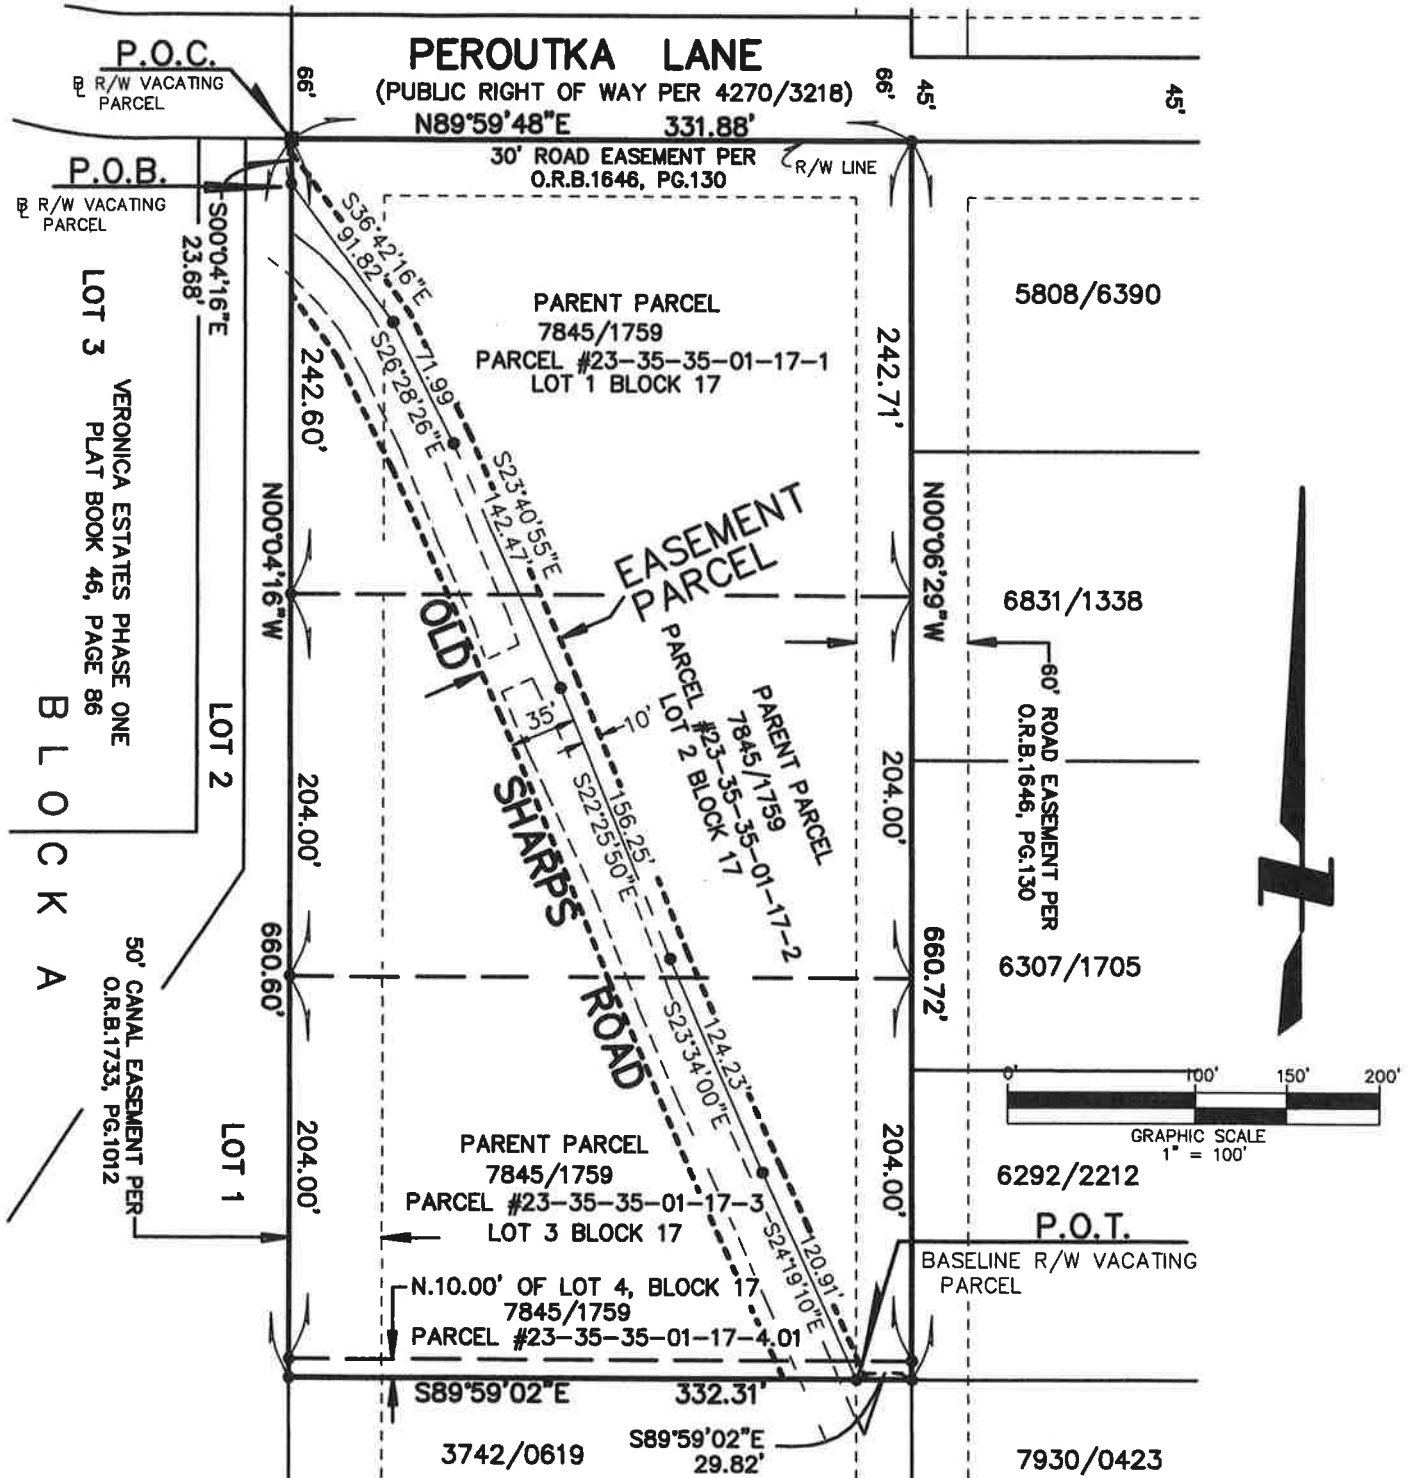 PEROUTKA LANE
(PUBLIC RIGHT OF WAY PER 4270/3218)
N89°59'48"E 331.88'
30' ROAD EASEMENT PER
O.R.B.1646, PG.130
R/W LINE
66'
66'
45'
45'
P.O.C.
R/W VACATING
PARCEL
P.O.B.
R/W VACATING
PARCEL
S00°04'16"E
23.68'
S36°42'16"E
91.82'
71.99'
S26°28'26"E
PARENT PARCEL
7845/1759
PARCEL #23-35-35-01-17-1
LOT 1 BLOCK 17
242.60'
242.71'
5808/6390
LOT 3
VERONICA ESTATES PHASE ONE
PLAT BOOK 46, PAGE 86
BLOCK A
LOT 2
N00°04'16"W
S23°40'55"E
142.47'
EASEMENT
PARCEL
N00°06'29"W
6831/1338
60' ROAD EASEMENT PER
O.R.B.1646, PG.130
OLD
SHARPS
ROAD
35'
10'
PARENT PARCEL
7845/1759
PARCEL #23-35-35-01-17-2
LOT 2 BLOCK 17
156.25'
S22°25'50"E
204.00'
204.00'
660.60'
660.72'
6307/1705
50' CANAL EASEMENT PER
O.R.B.1733, PG.1012
LOT 1
124.23'
S23°34'00"E
N
0' 100' 150' 200'
GRAPHIC SCALE
1" = 100'
204.00'
204.00'
PARENT PARCEL
7845/1759
PARCEL #23-35-35-01-17-3
LOT 3 BLOCK 17
6292/2212
P.O.T.
BASELINE R/W VACATING
PARCEL
120.91'
S24°19'10"E
N.10.00' OF LOT 4, BLOCK 17
7845/1759
PARCEL #23-35-35-01-17-4.01
S89°59'02"E 332.31'
S89°59'02"E
29.82'
3742/0619
7930/0423